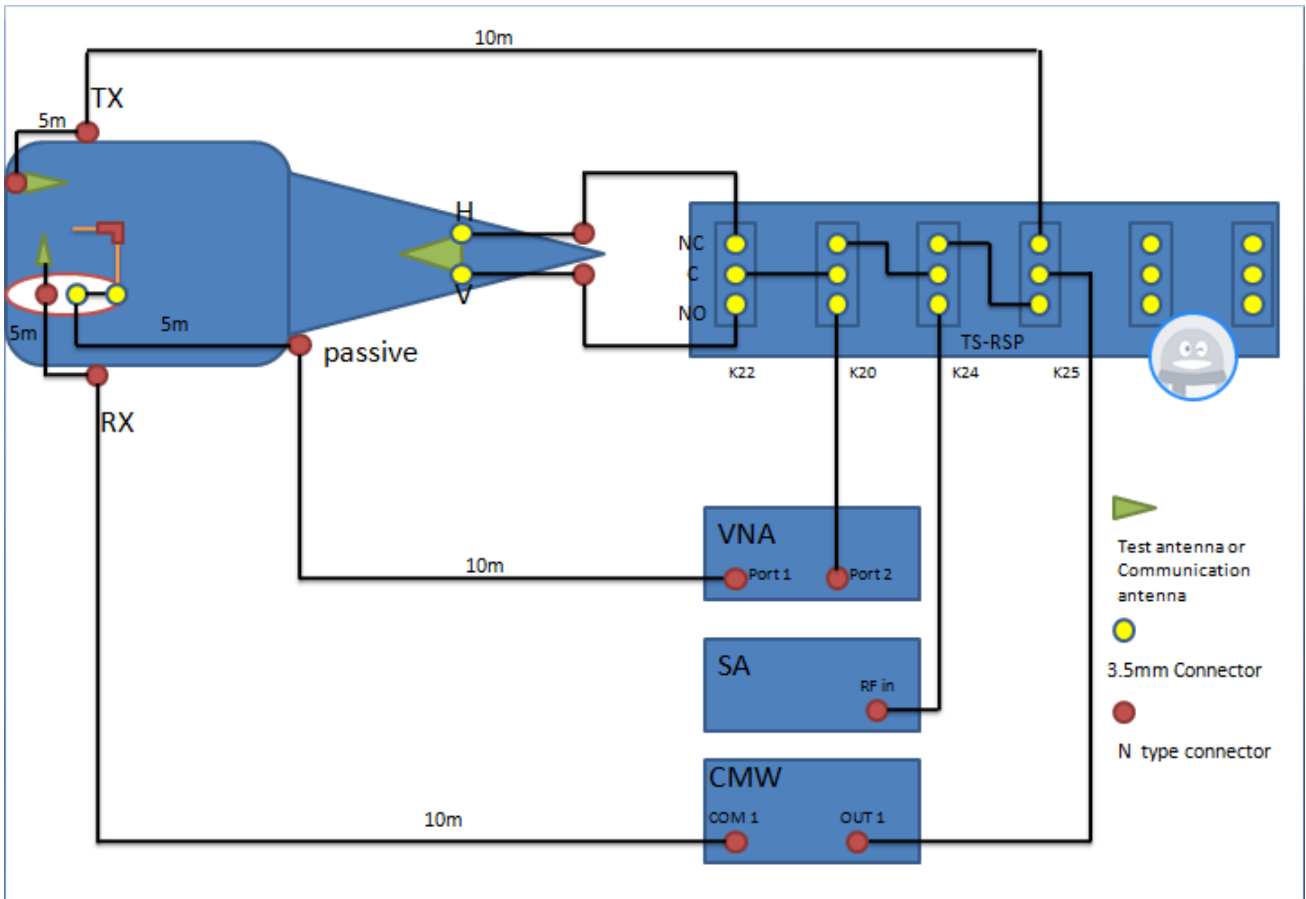 10m
TX
5m
H
NC
C
V
NO
5m
5m
TS-RSP
passive
K22
K20
K24
K25
RX
VNA
10m
Port 1
Port 2
Test antenna or
Communication
antenna
SA
RF in
3.5mm Connector
N type connector
CMW
10m
COM 1
OUT 1